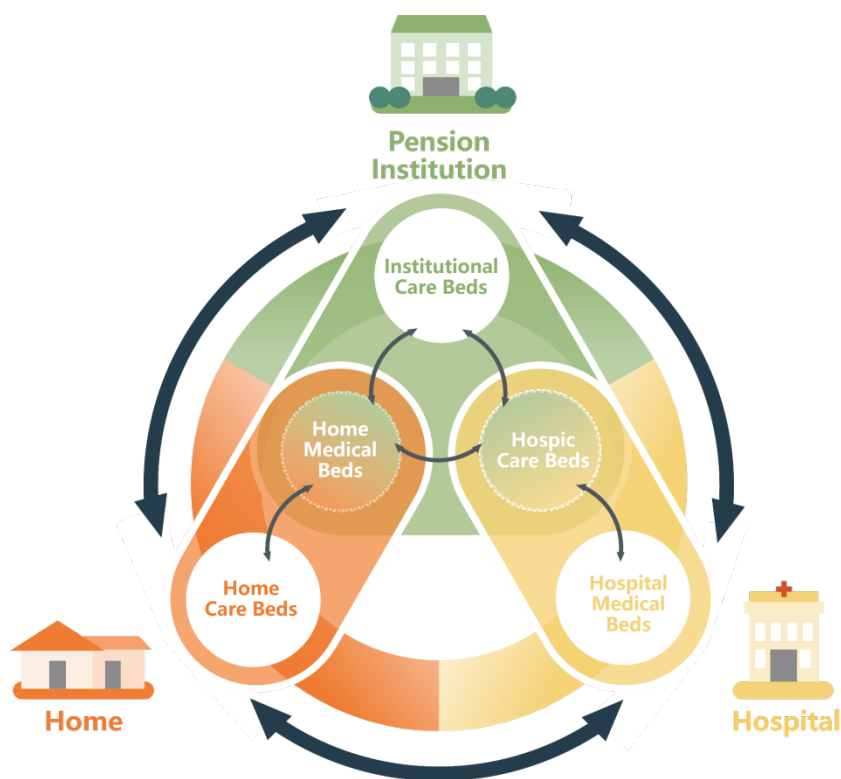 Pension
Institution
Institutional
Care Beds
Home
Medical
Beds
Hospic
Care Beds
Home
Care Beds
Hospital
Medical
Beds
Home
Hospital